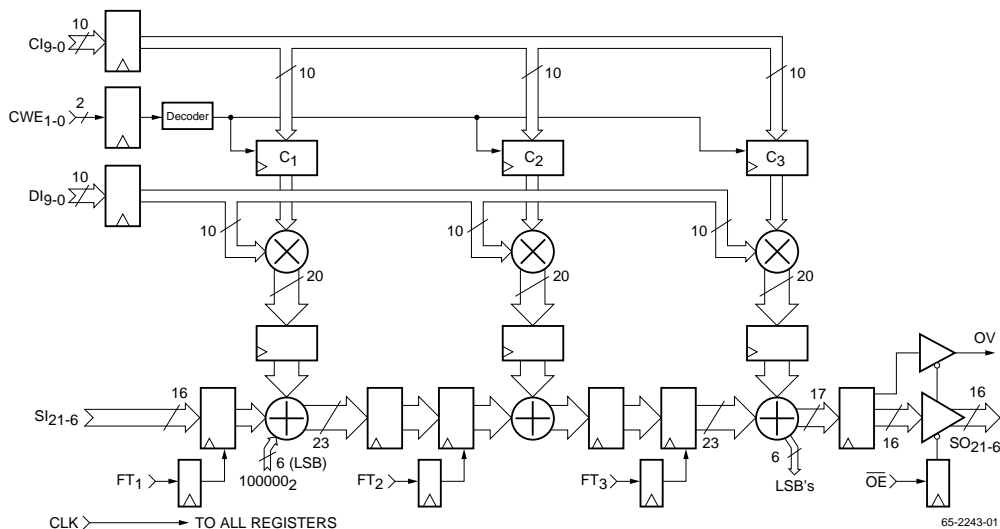 10
CI9-0
10
10
10
2
CWE1-0
Decoder
C1
C2
C3
10
DI9-0
10
10
10
20
20
20
OV
16
SI21-6
23
23
17
16
16
SO21-6
6 (LSB)
1000002
6
LSB's
FT1
FT2
FT3
OE
CLK
TO ALL REGISTERS
65-2243-01